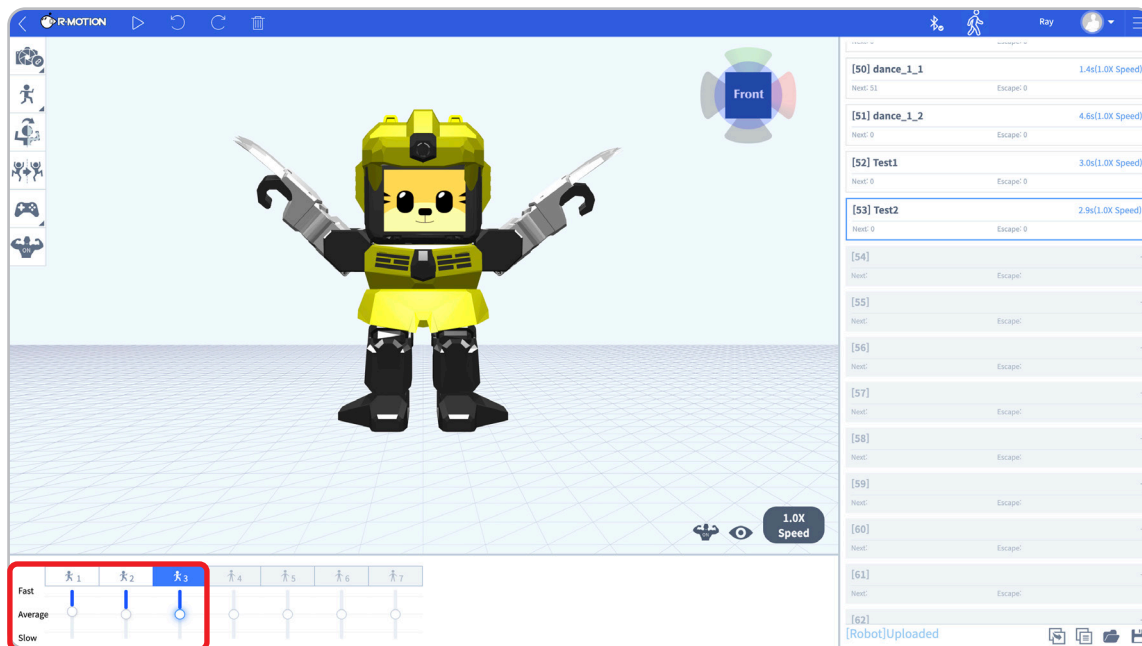 R-MOTION
Ray
[50] dance_1_1 1.4s(1.0X Speed)
Next: 51 Escape: 0
[51] dance_1_2 4.6s(1.0X Speed)
Next: 0 Escape: 0
[52] Test1 3.0s(1.0X Speed)
Next: 0 Escape: 0
[53] Test2 2.9s(1.0X Speed)
Next: 0 Escape: 0
[54]
Next: Escape:
[55]
Next: Escape:
[56]
Next: Escape:
[57]
Next: Escape:
[58]
Next: Escape:
[59]
Next: Escape:
[60]
Next: Escape:
[61]
Next: Escape:
[62]
[Robot]Uploaded
Front
ON
ON
1.0X
Speed
1 2 3 4 5 6 7
Fast
Average
Slow